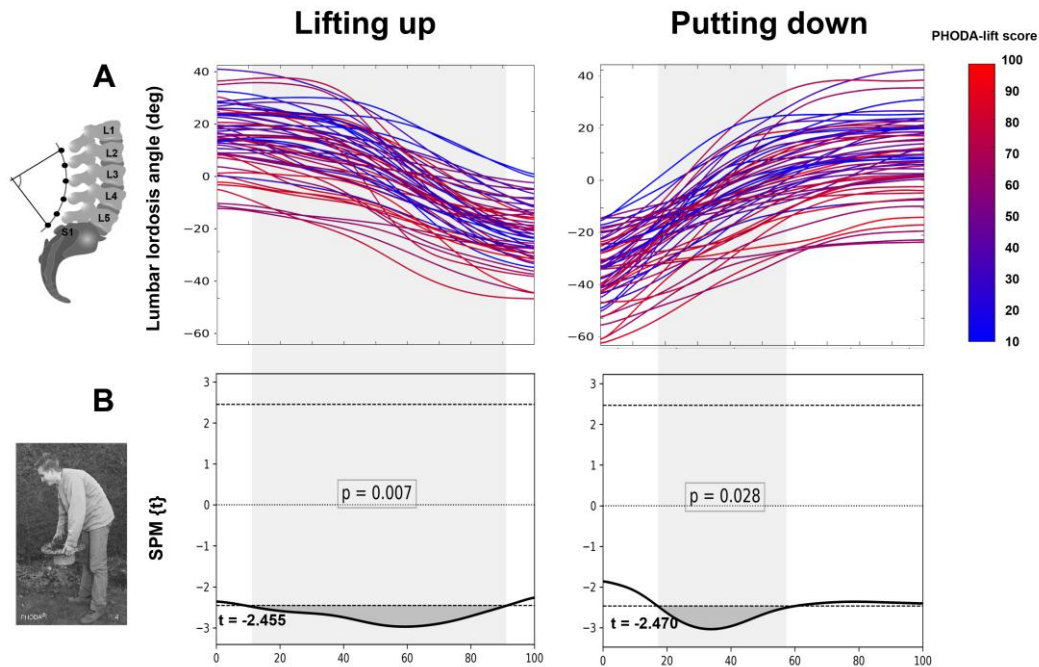 Lifting up
Putting down
PHODA-lift score
A
L1
L2
L3
L4
L5
S1
Lumbar lordosis angle (deg)
40
20
0
−20
−40
−60
40
20
0
−20
−40
−60
100
90
80
70
60
50
40
30
20
10
B
PHODA®
4
SPM {t}
3
2
1
0
−1
−2
−3
p = 0.007
t = -2.455
0
20
40
60
80
100
3
2
1
0
−1
−2
−3
p = 0.028
t = -2.470
0
20
40
60
80
100